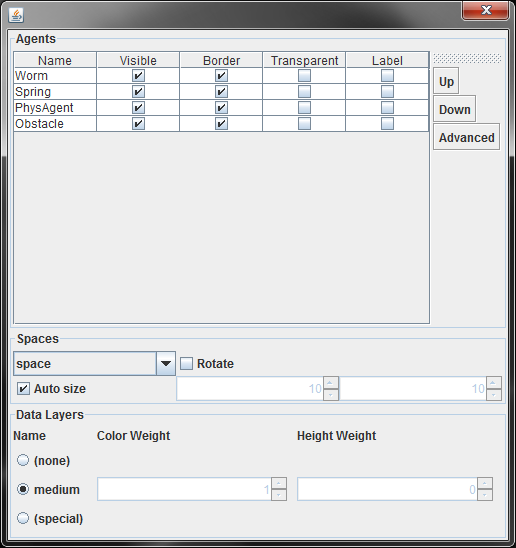 Agents
Name Visible Border Transparent Label
Worm
Spring
PhysAgent
Obstacle
Up
Down
Advanced
Spaces
space Rotate
Auto size 10 10
Data Layers
Name Color Weight Height Weight
(none)
medium 1 0
(special)